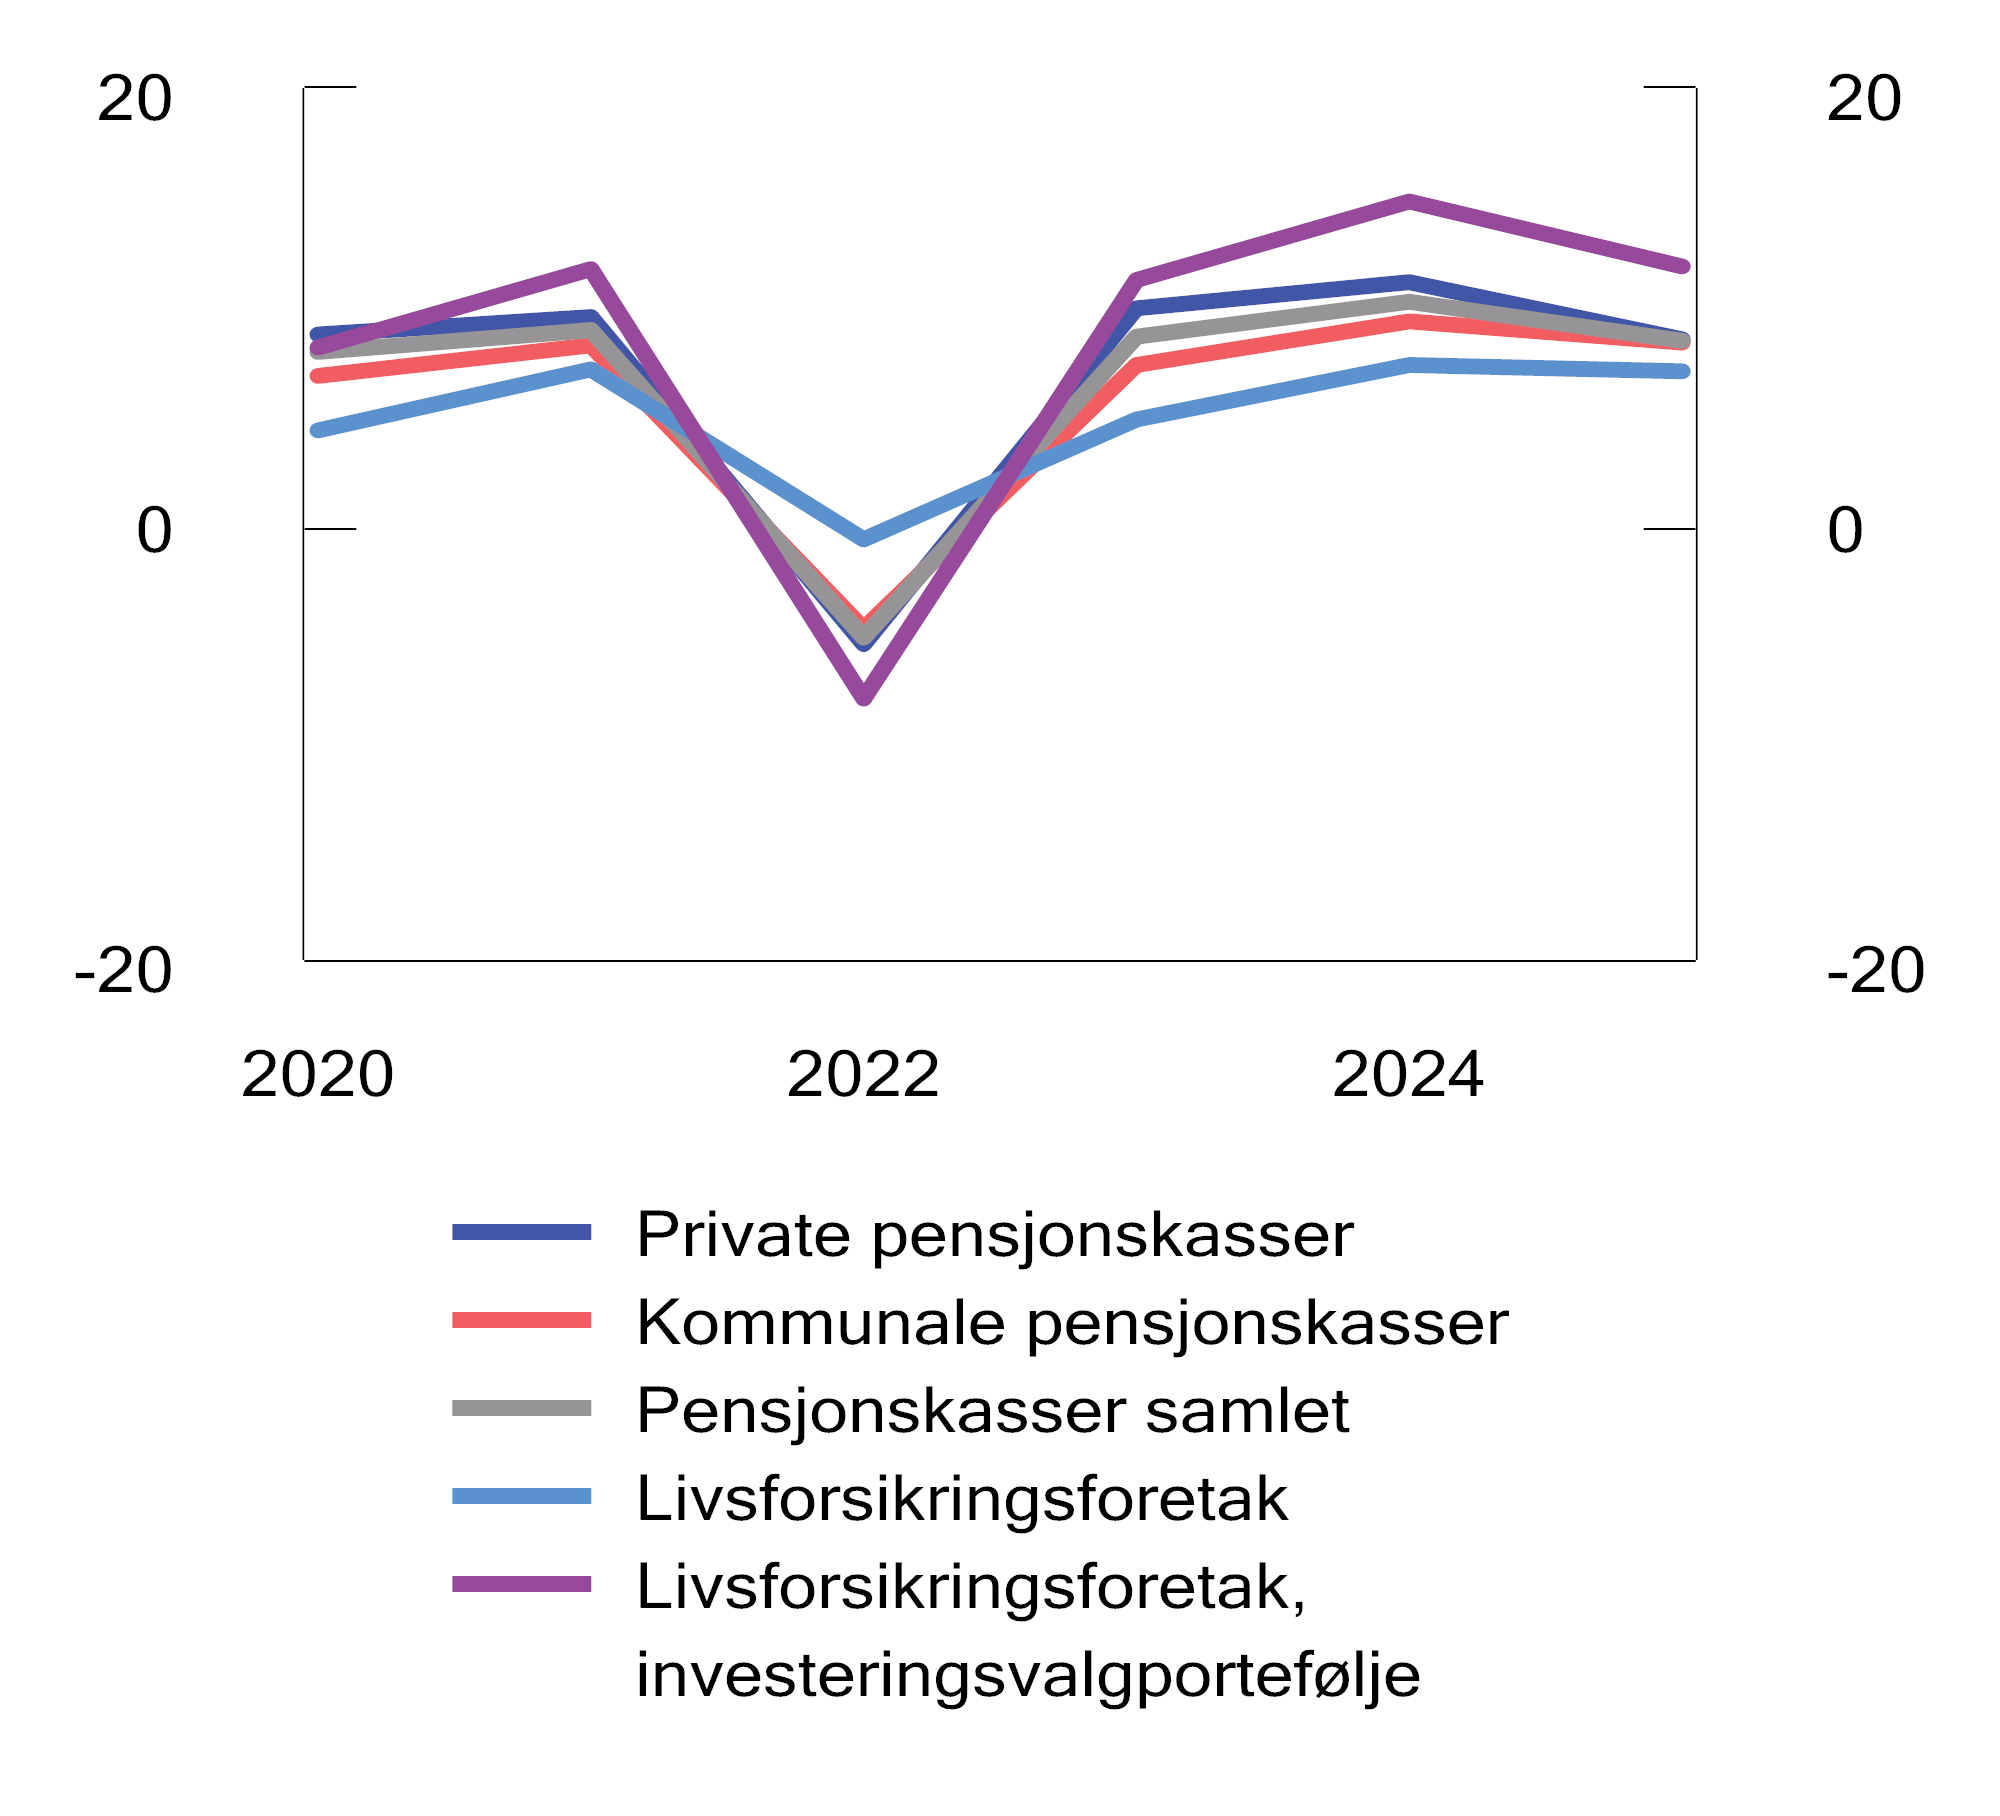 20 20
0 0
-20 -20
2020 2022 2024
Private pensjonskasser
Kommunale pensjonskasser
Pensjonskasser samlet
Livsforsikringsforetak
Livsforsikringsforetak,
investeringsvalgportefølje